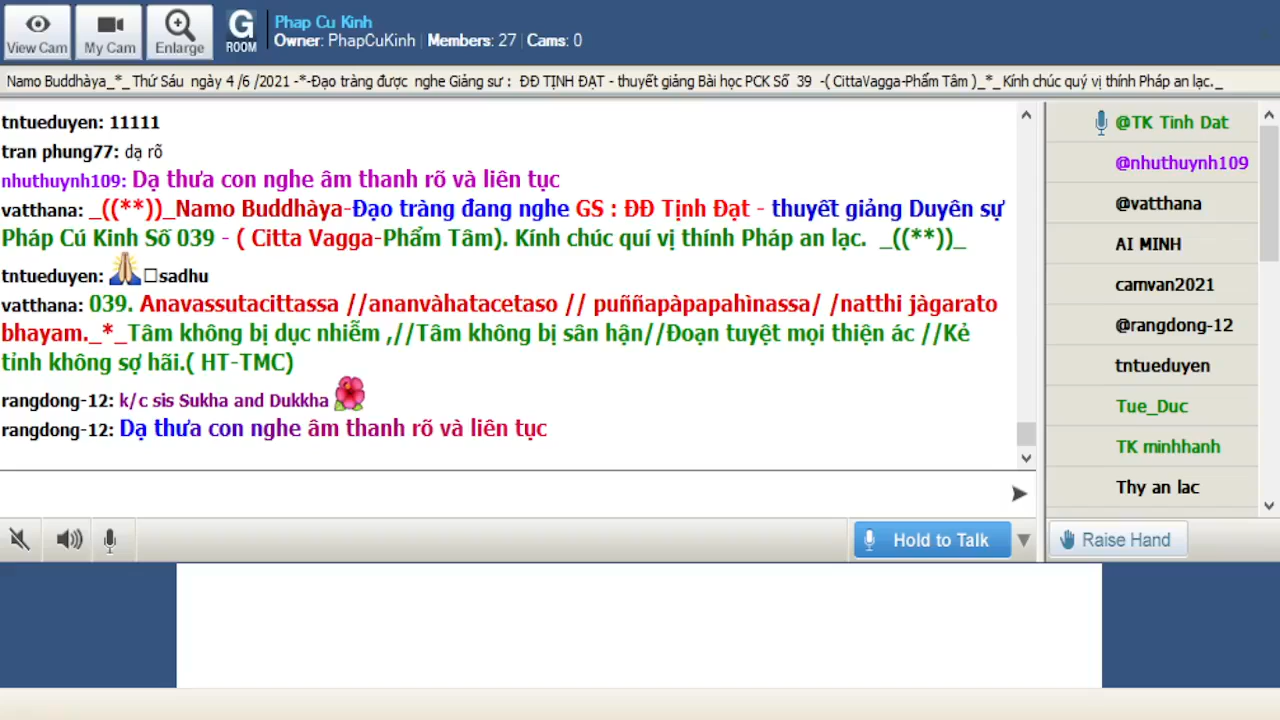 Phap Cu Kinh
Owner: PhapCuKinh Members: 27 Cams: 0
View Cam
My Cam
Enlarge
G
ROOM
Namo Buddhàya_*_Thứ Sáu ngày 4 /6 /2021 -*-Đạo tràng được nghe Giảng sư : ĐĐ TỊNH ĐẠT - thuyết giảng Bài học PCK Số 39 -( CittaVagga-Phẩm Tâm )_*_ Kính chúc quý vị thính Pháp an lạc._
tntueduyen: 11111
tran phung77: dạ rõ
nhuthuynh109: Dạ thưa con nghe âm thanh rõ và liên tục
vatthana: _((**))_Namo Buddhàya-Đạo tràng đang nghe GS : ĐĐ Tịnh Đạt - thuyết giảng Duyên sự
Pháp Cú Kinh Số 039 - ( Citta Vagga-Phẩm Tâm). Kính chúc quí vị thính Pháp an lạc. _((**))_
tntueduyen: 🙏□sadhu
vatthana: 039. Anavassutacittassa //ananvàhatacetaso // puññapàpapahìnassa/ /natthi jàgarato
bhayam._*_Tâm không bị dục nhiễm ,//Tâm không bị sân hận//Đoạn tuyệt mọi thiện ác //Kẻ
tỉnh không sợ hãi.( HT-TMC)
rangdong-12: k/c sis Sukha and Dukkha 🌺
rangdong-12: Dạ thưa con nghe âm thanh rõ và liên tục
@TK Tinh Dat
@nhuthuynh109
@vatthana
AI MINH
camvan2021
@rangdong-12
tntueduyen
Tue_Duc
TK minhhanh
Thy an lac
Hold to Talk
Raise Hand